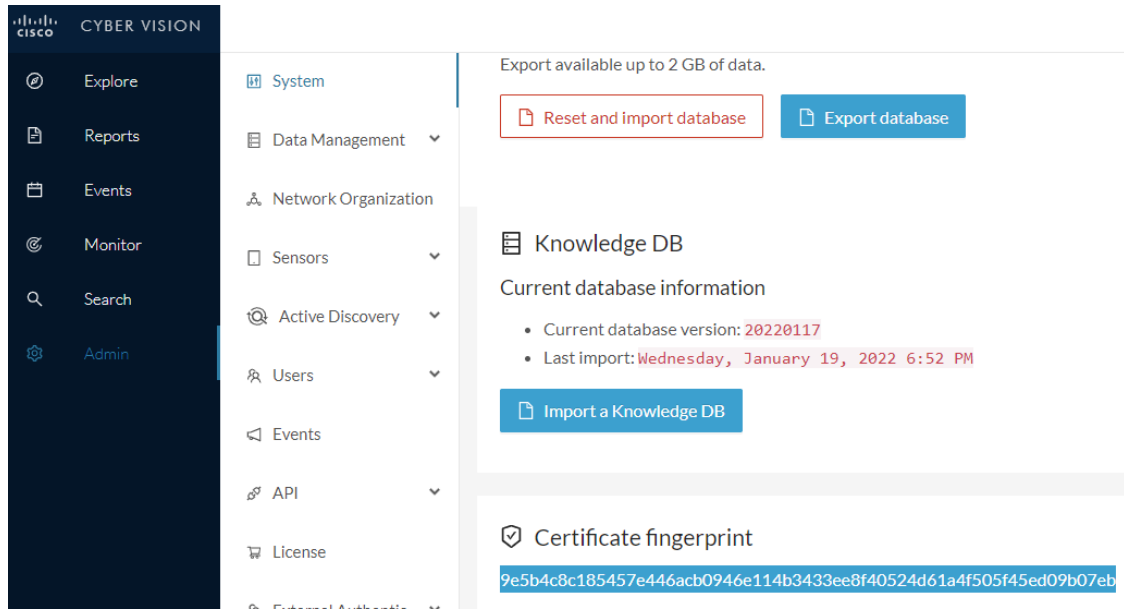 cisco
CYBER VISION
Explore
Reports
Events
Monitor
Search
Admin
System
Data Management
Network Organization
Sensors
Active Discovery
Users
Events
API
License
External Authentic
Export available up to 2 GB of data.
Reset and import database
Export database
Knowledge DB
Current database information
• Current database version: 20220117
• Last import: Wednesday, January 19, 2022 6:52 PM
Import a Knowledge DB
Certificate fingerprint
9e5b4c8c185457e446acb0946e114b3433ee8f40524d61a4f505f45ed09b07eb